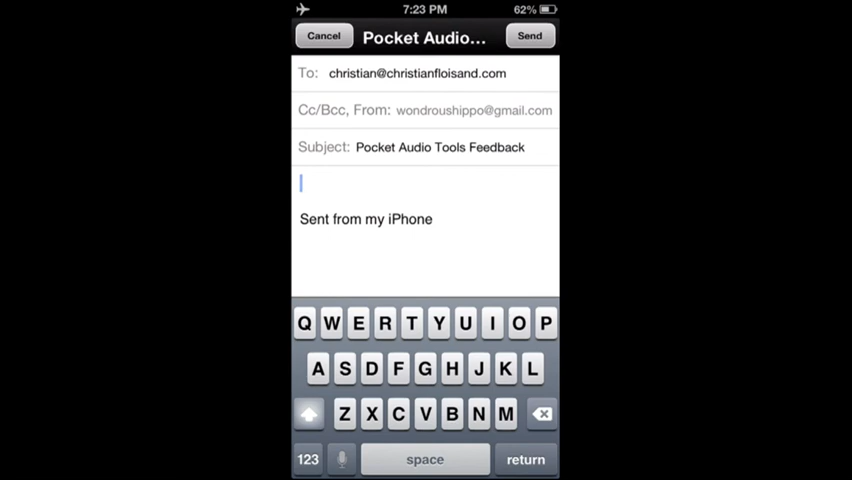 7:23 PM 62%
Cancel Pocket Audio... Send
To: christian@christianfloisand.com
Cc/Bcc, From: wondroushippo@gmail.com
Subject: Pocket Audio Tools Feedback
Sent from my iPhone
Q W E R T Y U I O P
A S D F G H J K L
Z X C V B N M
123 space return